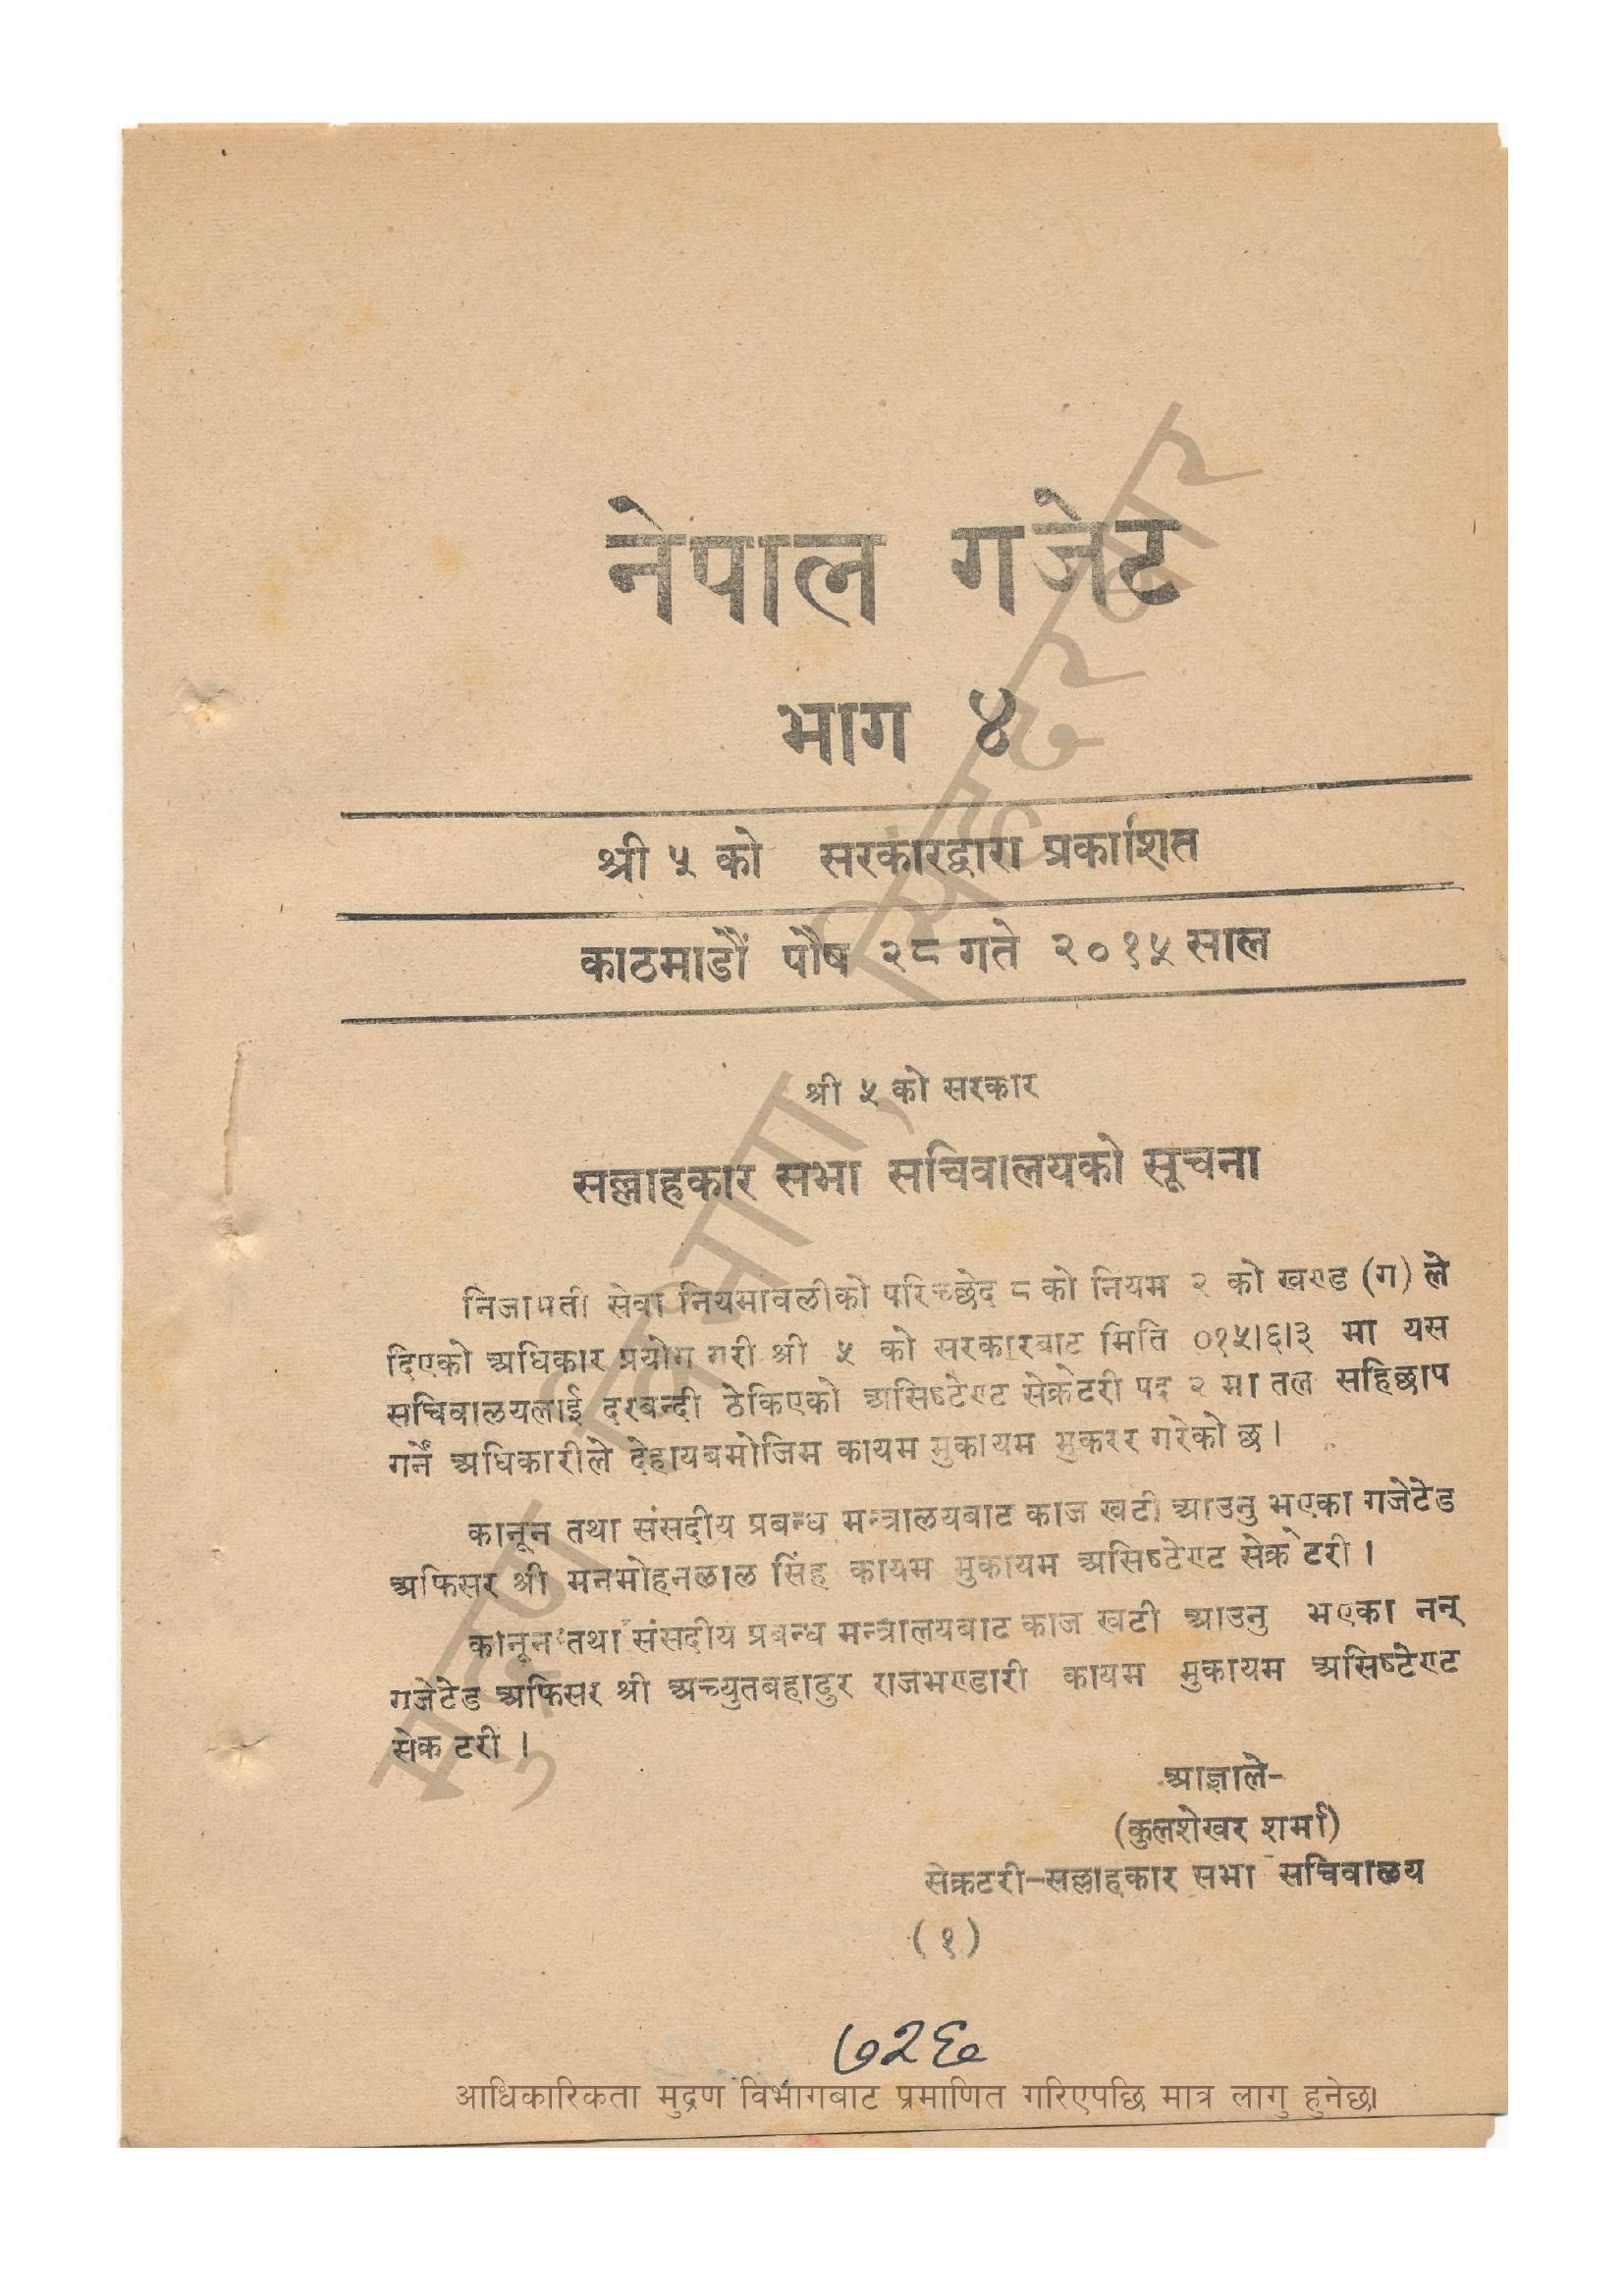 नेपाल गजेट
भाग ४
श्री ५ को सरकारद्वारा प्रकाशित
काठमाडौं पौष २८ गते २०१५ साल
श्री ५ को सरकार
सल्लाहकार सभा सचिवालयको सूचना
निजामती सेवा नियमावलीको परिच्छेद ८ को नियम २ को खण्ड (ग) ले
दिएको अधिकार प्रयोग गरी श्री ५ को सरकारबाट मिति ०१५।६।३ मा यस
सचिवालयलाई दरबन्दी ठेकिएको असिष्टेण्ट सेक्रेटरी पद २ मा तल सहिछाप
गर्ने अधिकारीले देहायबमोजिम कायम मुकायम मुकरर गरेको छ।
कानून तथा संसदीय प्रबन्ध मन्त्रालयबाट काज खटी आउनु भएका गजेटेड
अफिसर श्री मनमोहनलाल सिंह कायम मुकायम असिष्टेण्ट सेक्रेटरी ।
कानून तथा संसदीय प्रबन्ध मन्त्रालयबाट काज खटी आउनु भएका नन्
गजेटेड अफिसर श्री अच्युतबहादुर राजभण्डारी कायम मुकायम असिष्टेण्ट
सेक टरी ।
आज्ञाले-
(कुलशेखर शर्मा)
सेक्रटरी-सल्लाहकार सभा सचिवालय
(१)
७२६
आधिकारिकता मुद्रण विभागबाट प्रमाणित गरिएपछि मात्र लागु हुनेछ।
मुद्रण विभाग, सिंहदरबार